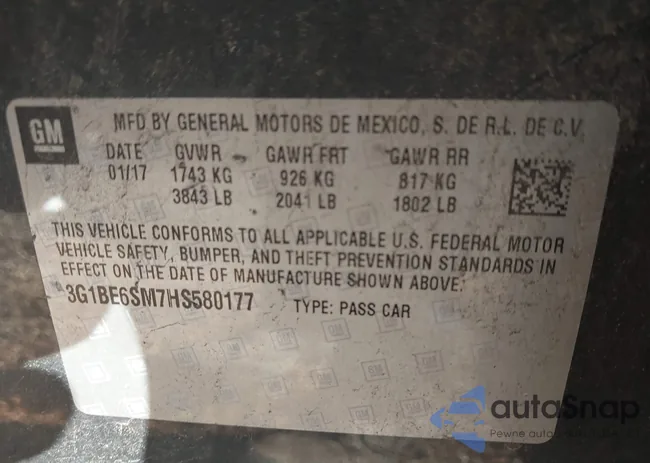 GM
MFD BY GENERAL MOTORS DE MEXICO, S. DE R.L. DE C.V.
DATE GVWR GAWR FRT GAWR RR
01/17 1743 KG 926 KG 817 KG
3843 LB 2041 LB 1802 LB
THIS VEHICLE CONFORMS TO ALL APPLICABLE U.S. FEDERAL MOTOR
VEHICLE SAFETY, BUMPER, AND THEFT PREVENTION STANDARDS IN
EFFECT ON THE DATE OF MANUFACTURE SHOWN ABOVE:
3G1BE6SM7HS580177 TYPE: PASS CAR
autoSnap
Pewne auto